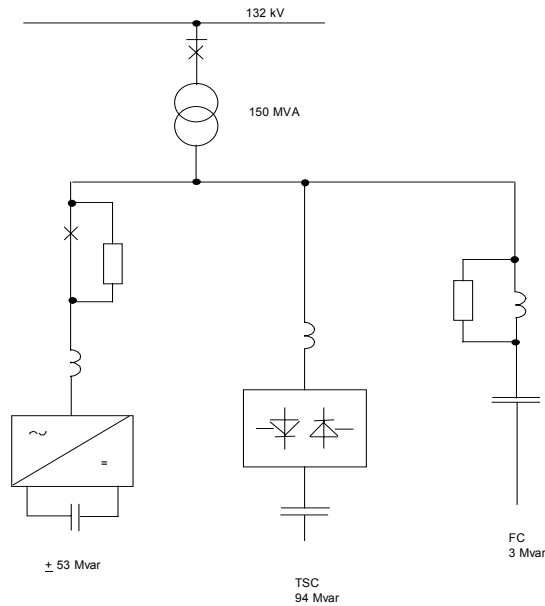 132 kV
150 MVA
~
=
± 53 Mvar
TSC
94 Mvar
FC
3 Mvar